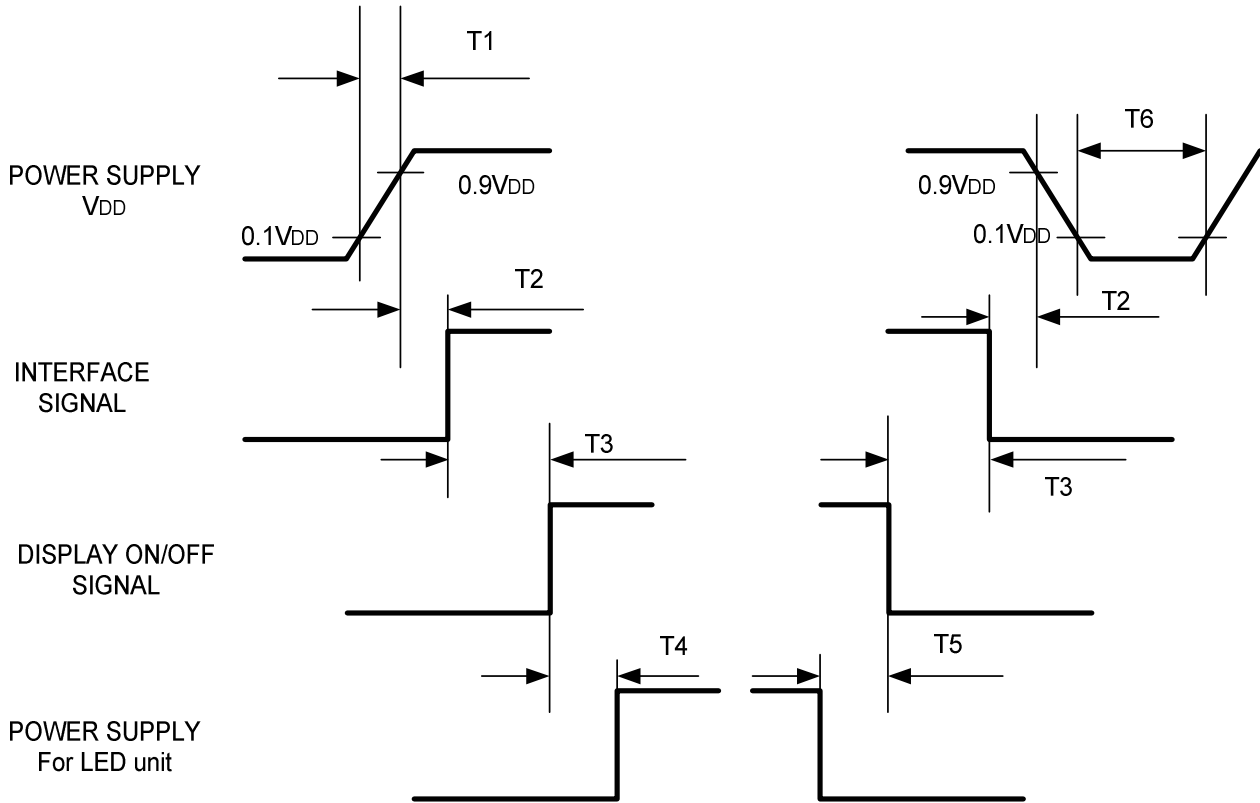 T1
T6
POWER SUPPLY
VDD
0.9VDD
0.9VDD
0.1VDD
0.1VDD
T2
T2
INTERFACE
SIGNAL
T3
T3
DISPLAY ON/OFF
SIGNAL
T4
T5
POWER SUPPLY
For LED unit